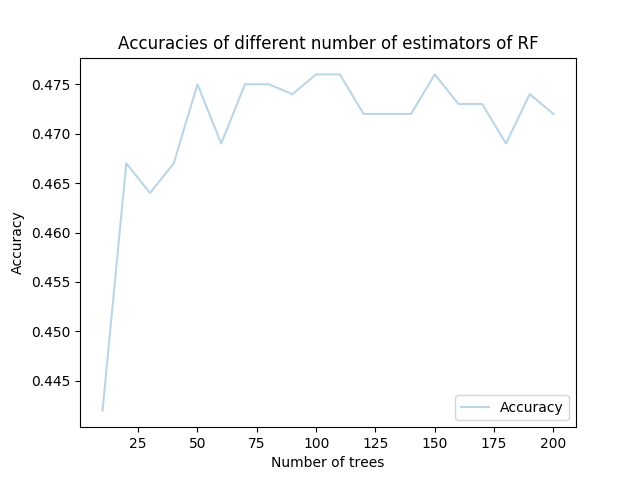 Accuracies of different number of estimators of RF
0.475
0.470
0.465
0.460
0.455
0.450
0.445
Accuracy
Accuracy
25 50 75 100 125 150 175 200
Number of trees